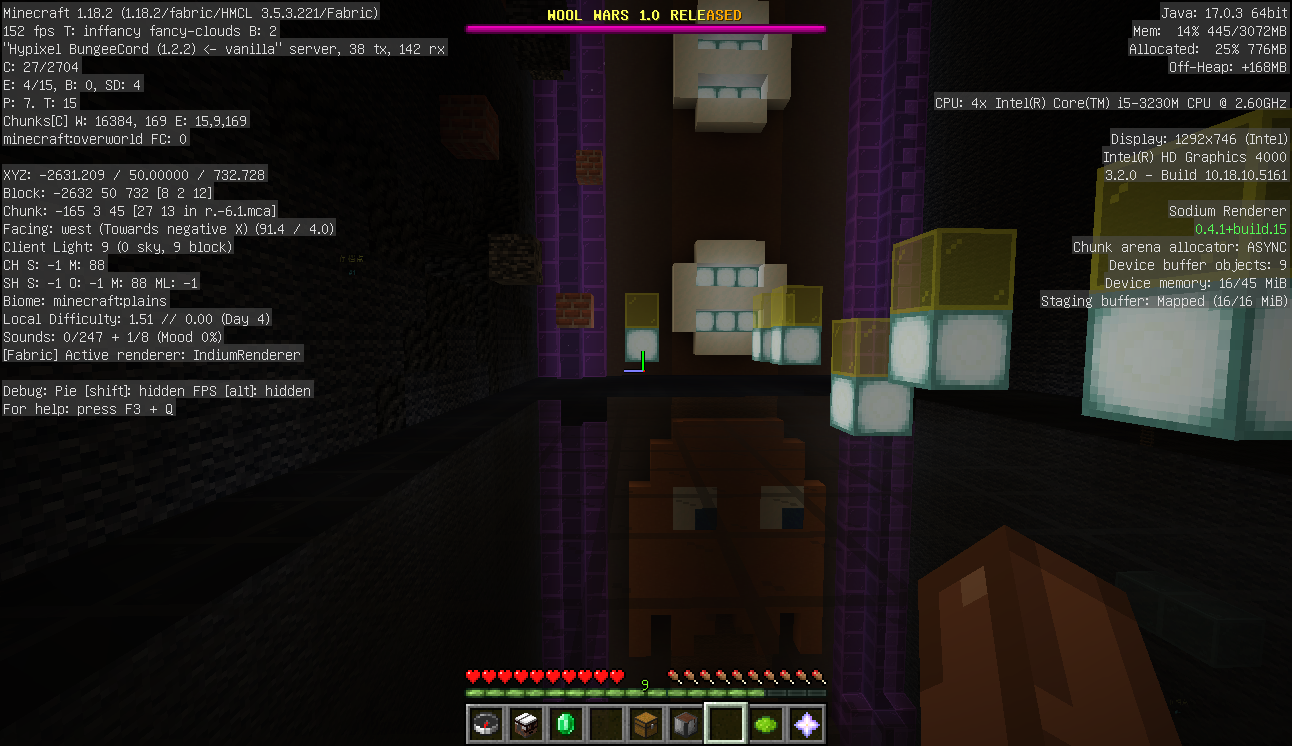 WOOL WARS 1.0 RELEASED
Minecraft 1.18.2 (1.18.2/fabric/HMCL 3.5.3.221/Fabric)
152 fps T: inffancy fancy-clouds B: 2
"Hypixel BungeeCord (1.2.2) <- vanilla" server, 38 tx, 142 rx
C: 27/2704
E: 4/15, B: 0, SD: 4
P: 7. T: 15
Chunks[C] W: 16384, 169 E: 15,9,169
minecraft:overworld FC: 0
XYZ: -2631.209 / 50.00000 / 732.728
Block: -2632 50 732 [8 2 12]
Chunk: -165 3 45 [27 13 in r.-6.1.mca]
Facing: west (Towards negative X) (91.4 / 4.0)
Client Light: 9 (0 sky, 9 block)
CH S: -1 M: 88
SH S: -1 O: -1 M: 88 ML: -1
Biome: minecraft:plains
Local Difficulty: 1.51 // 0.00 (Day 4)
Sounds: 0/247 + 1/8 (Mood 0%)
[Fabric] Active renderer: IndiumRenderer
Debug: Pie [shift]: hidden FPS [alt]: hidden
For help: press F3 + Q
Java: 17.0.3 64bit
Mem: 14% 445/3072MB
Allocated: 25% 776MB
Off-Heap: +168MB
CPU: 4x Intel(R) Core(TM) i5-3230M CPU @ 2.60GHz
Display: 1292x746 (Intel)
Intel(R) HD Graphics 4000
3.2.0 - Build 10.18.10.5161
Sodium Renderer
0.4.1+build.15
Chunk arena allocator: ASYNC
Device buffer objects: 9
Device memory: 16/45 MiB
Staging buffer: Mapped (16/16 MiB)
9